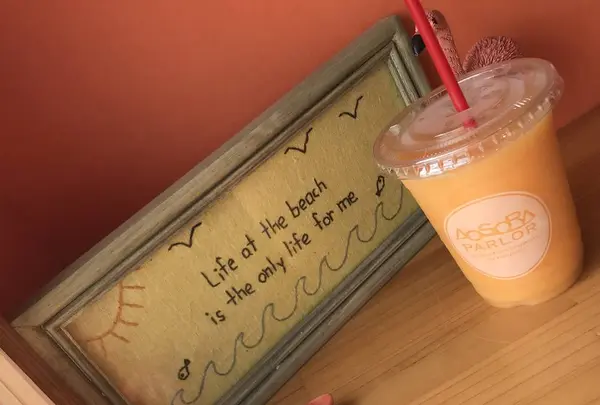 Life at the beach
is the only life for me
AOSORA
PARLOR